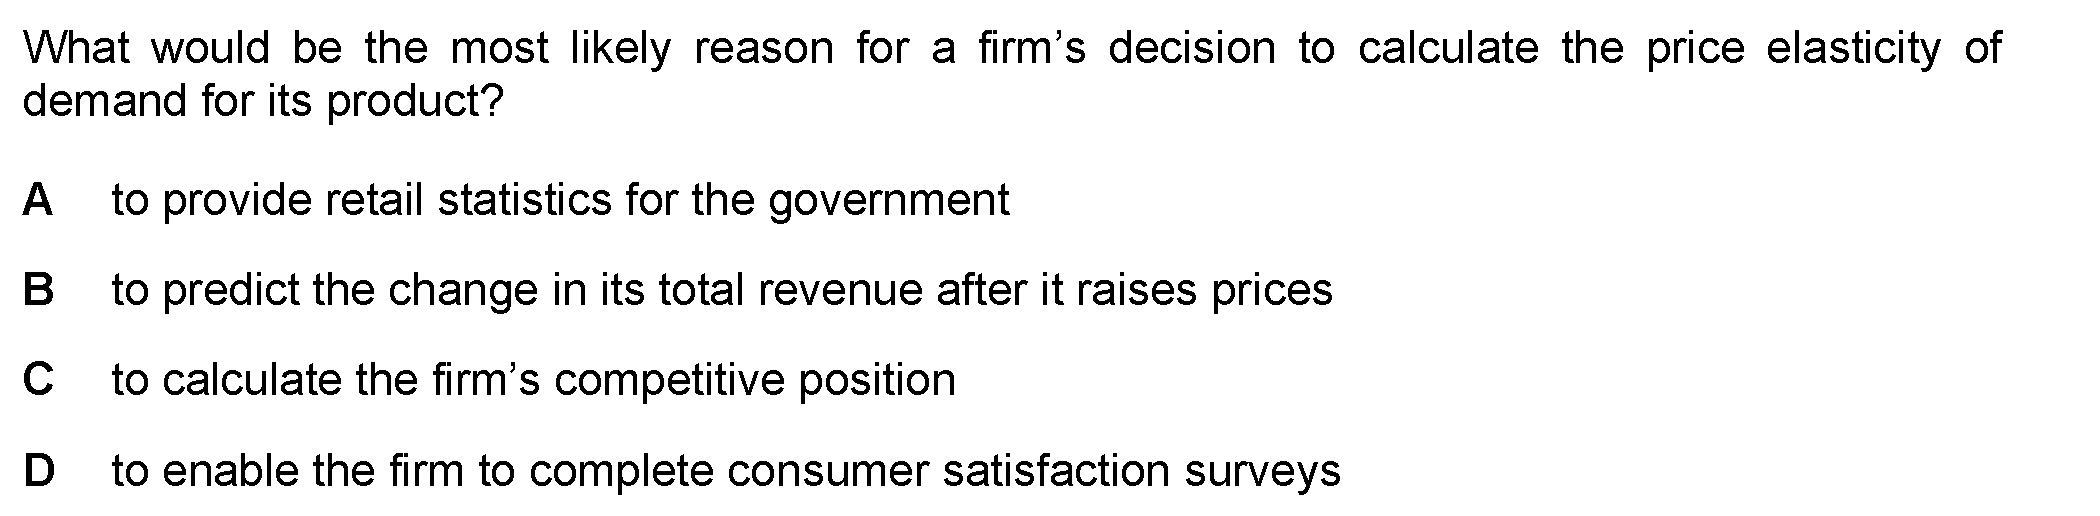 What would be the most likely reason for a firm’s decision to calculate the price elasticity of
demand for its product?
A to provide retail statistics for the government
B to predict the change in its total revenue after it raises prices
C to calculate the firm’s competitive position
D to enable the firm to complete consumer satisfaction surveys